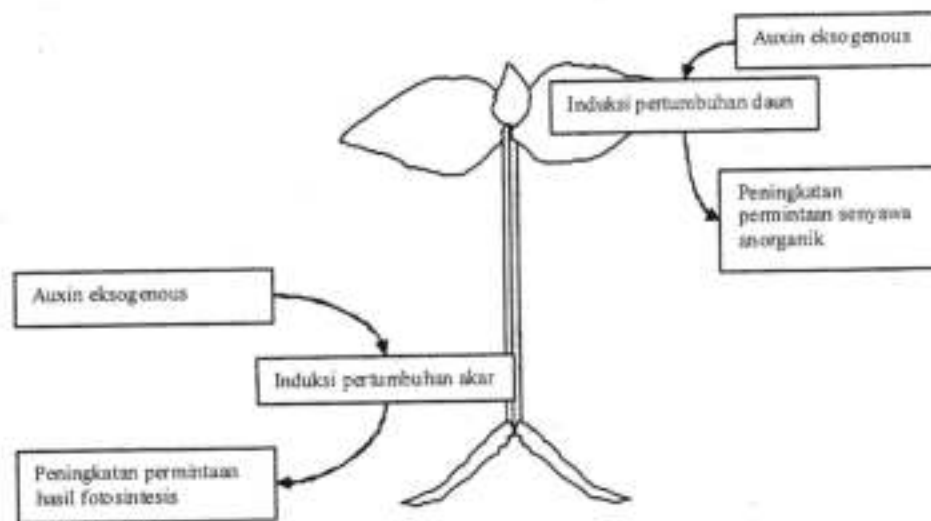 Auxin eksogenous
Induksi pertumbuhan daun
Peningkatan
permintaan senyawa
anorganik
Auxin eksogenous
Induksi pertumbuhan akar
Peningkatan permintaan
hasil fotosintesis